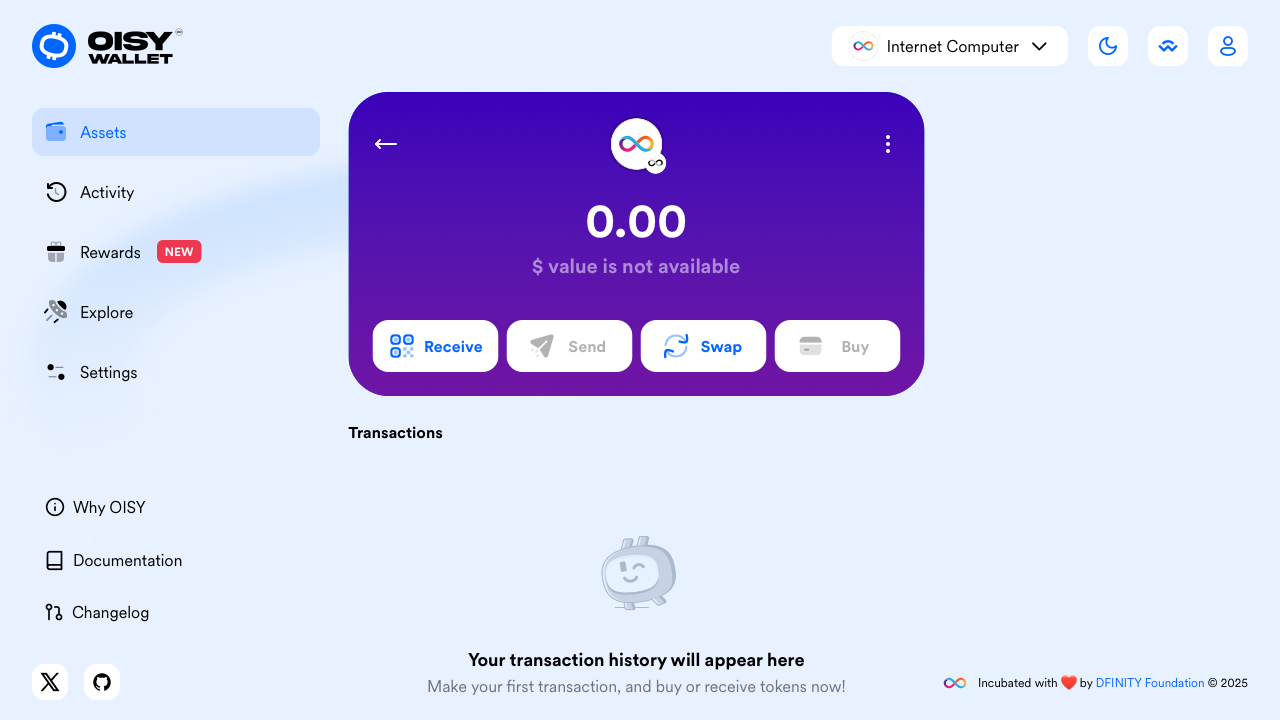 OISY
WALLET
Internet Computer
Assets
Activity
Rewards NEW
Explore
Settings
Why OISY
Documentation
Changelog
0.00
$ value is not available
Receive
Send
Swap
Buy
Transactions
Your transaction history will appear here
Make your first transaction, and buy or receive tokens now!
Incubated with ❤️ by DFINITY Foundation © 2025